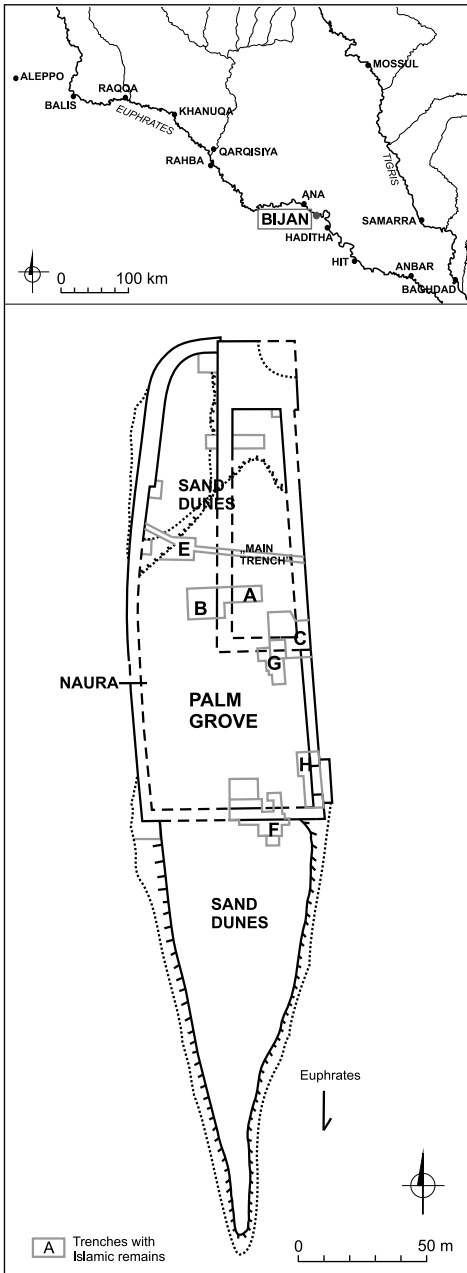 ALEPPO
MOSSUL
RAQQA
BALIS
KHANUQA
EUPHRATES
QARQISIYA
RAHBA
TIGRIS
ANA
BIJAN
SAMARRA
HADITHA
HIT
ANBAR
BAGHDAD
0 100 km
SAND
DUNES
E
„MAIN
TRENCH"
B
A
C
G
NAURA
PALM
GROVE
H
F
SAND
DUNES
Euphrates
A
Trenches with
Islamic remains
0 50 m